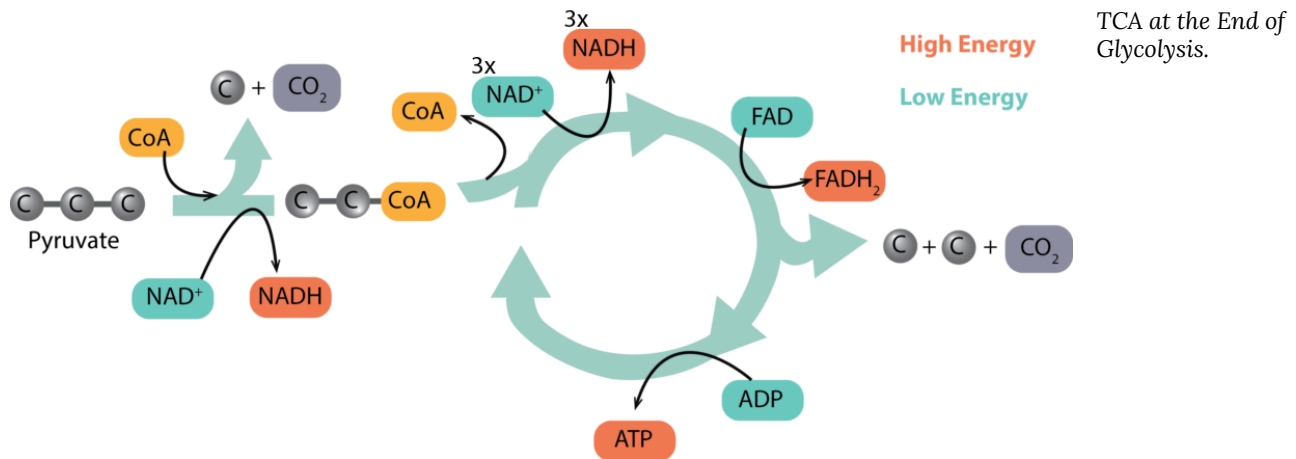 TCA at the End of
Glycolysis.
High Energy
Low Energy
3x
NADH
3x
NAD⁺
C + CO₂
CoA
CoA
FAD
FADH₂
C C C
Pyruvate
C C CoA
NAD⁺
NADH
C + C + CO₂
ADP
ATP